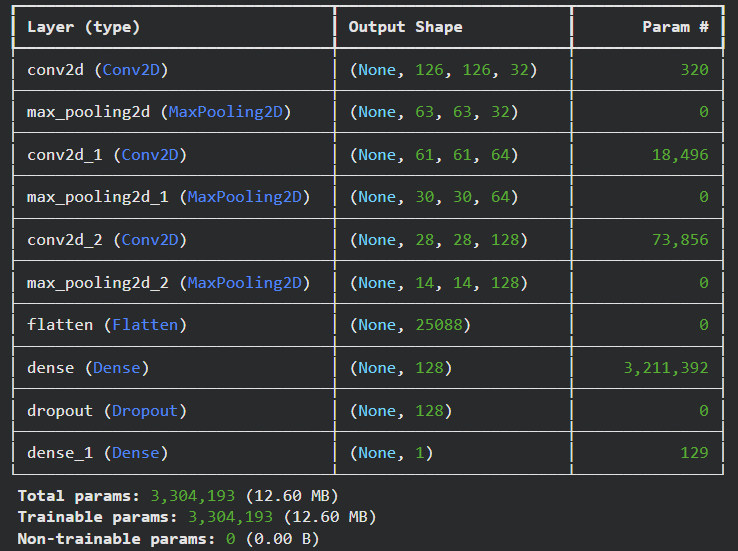 Layer (type) Output Shape Param #
conv2d (Conv2D) (None, 126, 126, 32) 320
max_pooling2d (MaxPooling2D) (None, 63, 63, 32) 0
conv2d_1 (Conv2D) (None, 61, 61, 64) 18,496
max_pooling2d_1 (MaxPooling2D) (None, 30, 30, 64) 0
conv2d_2 (Conv2D) (None, 28, 28, 128) 73,856
max_pooling2d_2 (MaxPooling2D) (None, 14, 14, 128) 0
flatten (Flatten) (None, 25088) 0
dense (Dense) (None, 128) 3,211,392
dropout (Dropout) (None, 128) 0
dense_1 (Dense) (None, 1) 129
Total params: 3,304,193 (12.60 MB)
Trainable params: 3,304,193 (12.60 MB)
Non-trainable params: 0 (0.00 B)